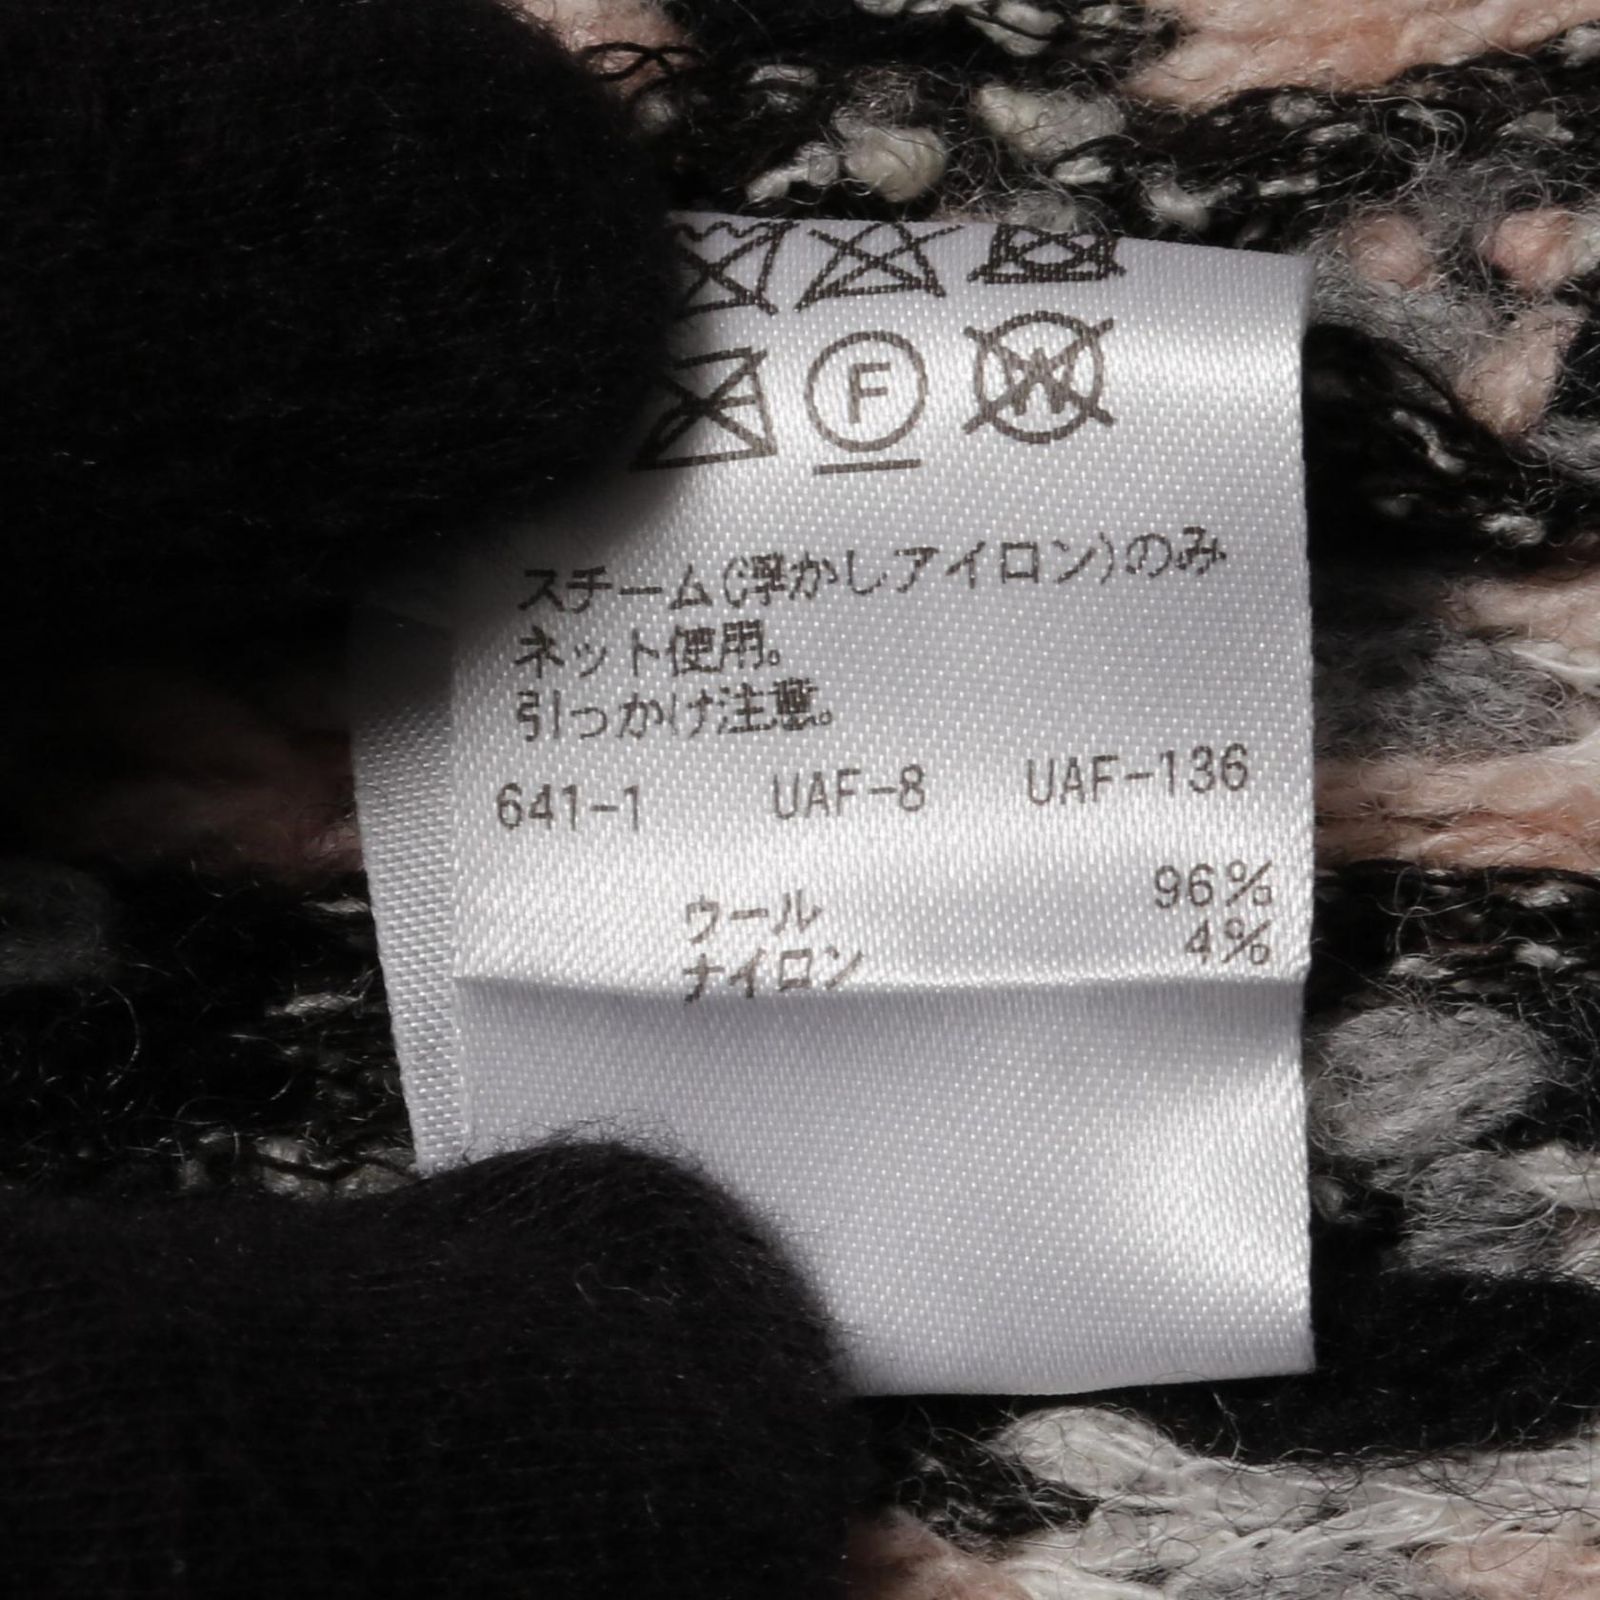 F
W
スチーム(浮かしアイロン)のみ
ネット使用。
引っかけ注意。
641-1 UAF-8 UAF-136
ウール 96%
ナイロン 4%